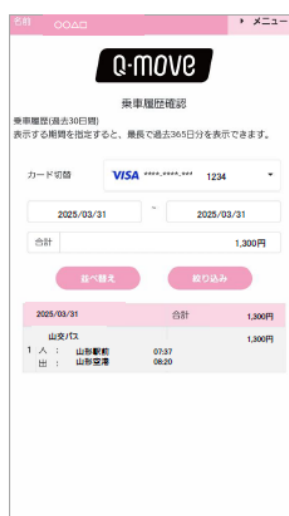 名前 〇〇△□ メニュー
Q-move
乗車履歴確認
乗車履歴(過去30日間)
表示する期間を指定すると、最長で過去365日分を表示できます。
カード切替 VISA ****-****-*** 1234
2025/03/31 ~ 2025/03/31
合計 1,300円
並べ替え 絞り込み
2025/03/31 合計 1,300円
山交バス 1,300円
1 入 : 山形駅前 07:37
出 : 山形空港 08:20